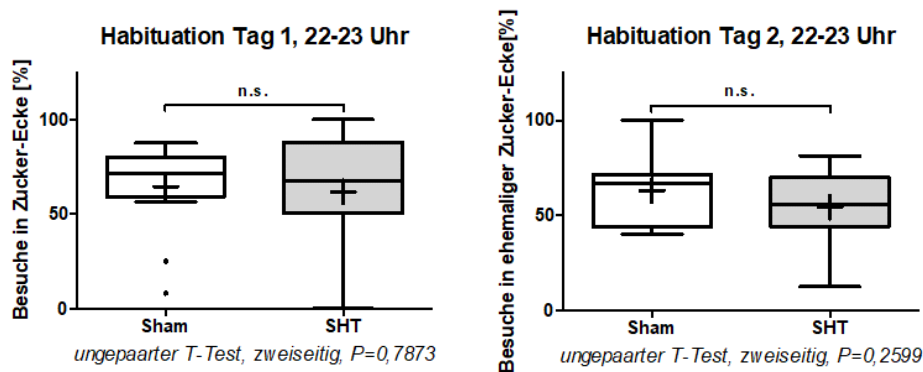 Habituation Tag 1, 22-23 Uhr
Besuche in Zucker-Ecke [%]
n.s.
100
50
0
Sham
SHT
ungepaarter T-Test, zweiseitig, P=0,7873
Habituation Tag 2, 22-23 Uhr
Besuche in ehemaliger Zucker-Ecke[%]
n.s.
100
50
0
Sham
SHT
ungepaarter T-Test, zweiseitig, P=0,2599